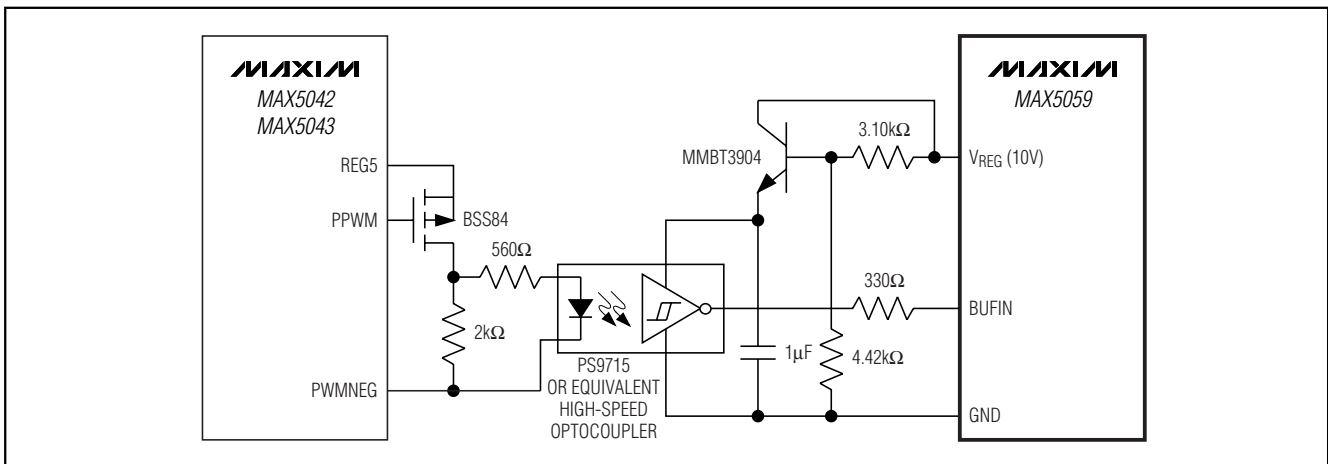 MAXIM
MAX5042
MAX5043
REG5
PPWM
PWMNEG
BSS84
560Ω
2kΩ
PS9715
OR EQUIVALENT
HIGH-SPEED
OPTOCOUPLER
MMBT3904
3.10kΩ
330Ω
1μF
4.42kΩ
MAXIM
MAX5059
VREG (10V)
BUFIN
GND